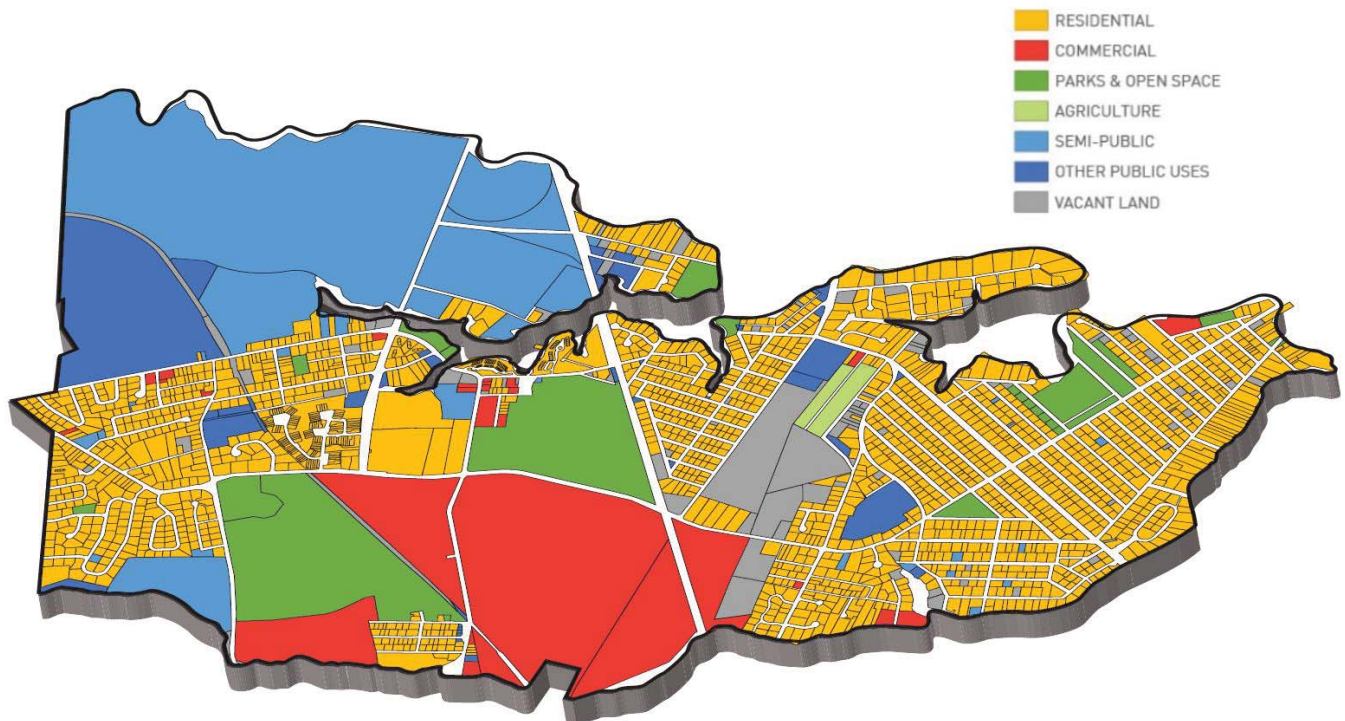 RESIDENTIAL
COMMERCIAL
PARKS & OPEN SPACE
AGRICULTURE
SEMI-PUBLIC
OTHER PUBLIC USES
VACANT LAND